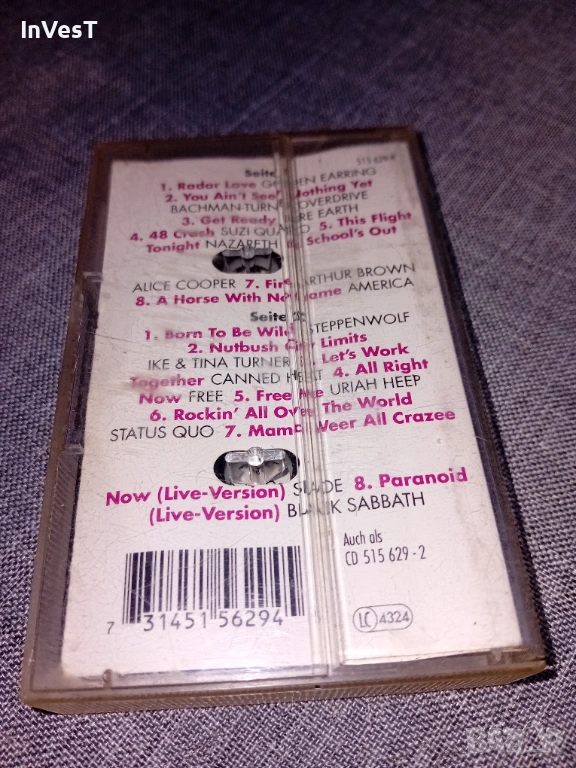 InVesT
515 629-4
Seite
1. Radar Love GOLDEN EARRING
2. You Ain't Seen Nothing Yet
BACHMAN-TURNER OVERDRIVE
3. Get Ready RARE EARTH
4. 48 Crash SUZI QUATRO 5. This Flight
Tonight NAZARETH 6. School's Out
ALICE COOPER 7. Fire ARTHUR BROWN
8. A Horse With No Name AMERICA
Seite 2:
1. Born To Be Wild STEPPENWOLF
2. Nutbush City Limits
IKE & TINA TURNER 3. Let's Work
Together CANNED HEAT 4. All Right
Now FREE 5. Free Me URIAH HEEP
6. Rockin' All Over The World
STATUS QUO 7. Mama Weer All Crazee
Now (Live-Version) SLADE 8. Paranoid
(Live-Version) BLACK SABBATH
Auch als
CD 515 629 - 2
7 31451 56294
LC 4324